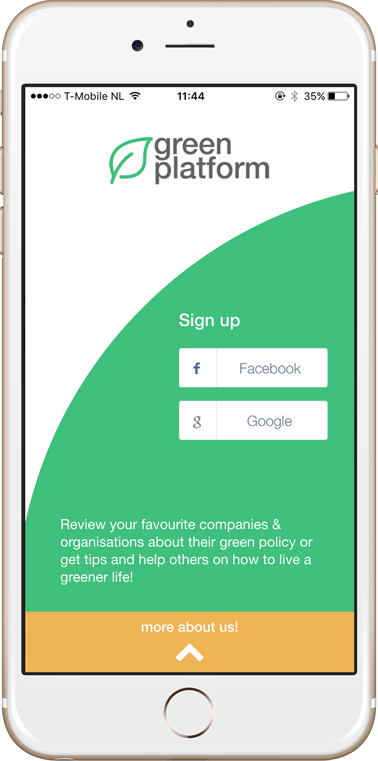 T-Mobile NL 11:44 35%
green
platform
Sign up
f Facebook
g Google
Review your favourite companies &
organisations about their green policy or
get tips and help others on how to live a
greener life!
more about us!